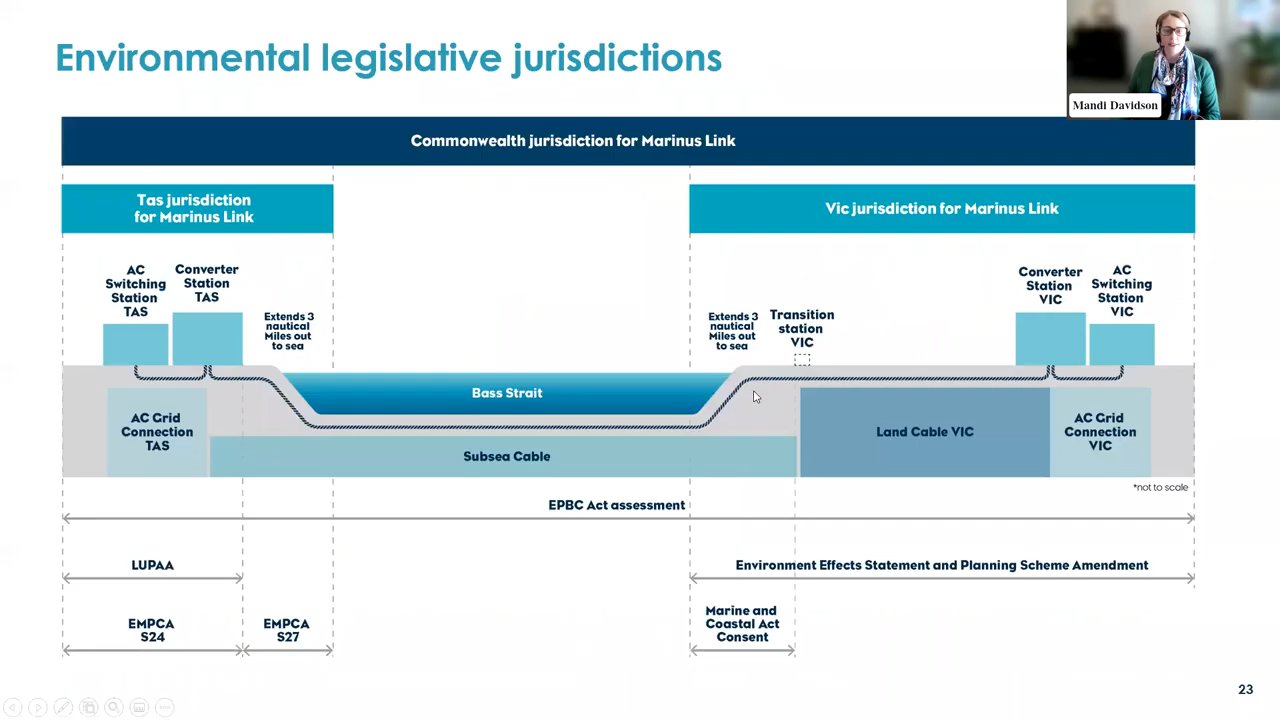 Environmental legislative jurisdictions
Mandi Davidson
Commonwealth jurisdiction for Marinus Link
Tas jurisdiction
for Marinus Link
Vic jurisdiction for Marinus Link
AC
Switching
Station
TAS
Converter
Station
TAS
Extends 3
nautical
Miles out
to sea
Extends 3
nautical
Miles out
to sea
Transition
station
VIC
Converter
Station
VIC
AC
Switching
Station
VIC
Bass Strait
AC Grid
Connection
TAS
Subsea Cable
Land Cable VIC
AC Grid
Connection
VIC
*not to scale
EPBC Act assessment
LUPAA
Environment Effects Statement and Planning Scheme Amendment
EMPCA
S24
EMPCA
S27
Marine and
Coastal Act
Consent
23